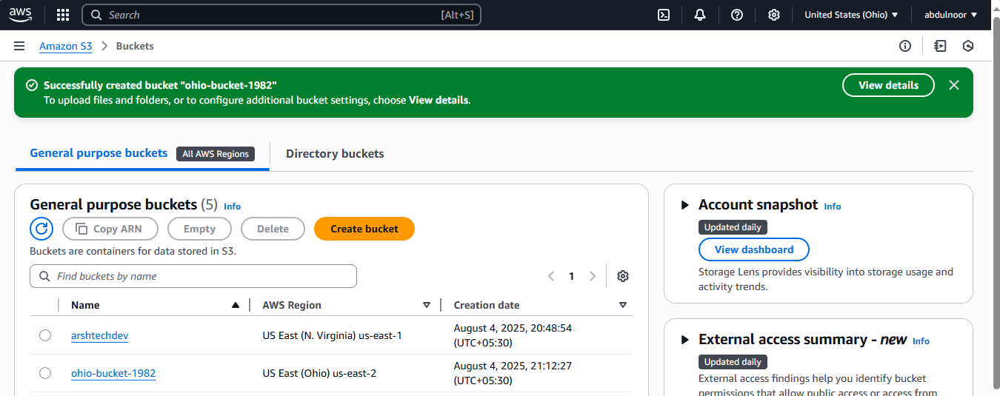 aws
Search [Alt+S] United States (Ohio) abdulnoor
Amazon S3 Buckets
Successfully created bucket "ohio-bucket-1982"
To upload files and folders, or to configure additional bucket settings, choose View details.
View details
General purpose buckets All AWS Regions Directory buckets
General purpose buckets (5) Info
Copy ARN Empty Delete Create bucket
Buckets are containers for data stored in S3.
Find buckets by name 1
Name AWS Region Creation date
arshtechdev US East (N. Virginia) us-east-1 August 4, 2025, 20:48:54
(UTC+05:30)
ohio-bucket-1982 US East (Ohio) us-east-2 August 4, 2025, 21:12:27
(UTC+05:30)
Account snapshot Info
Updated daily
View dashboard
Storage Lens provides visibility into storage usage and
activity trends.
External access summary - new Info
Updated daily
External access findings help you identify bucket
permissions that allow public access or access from